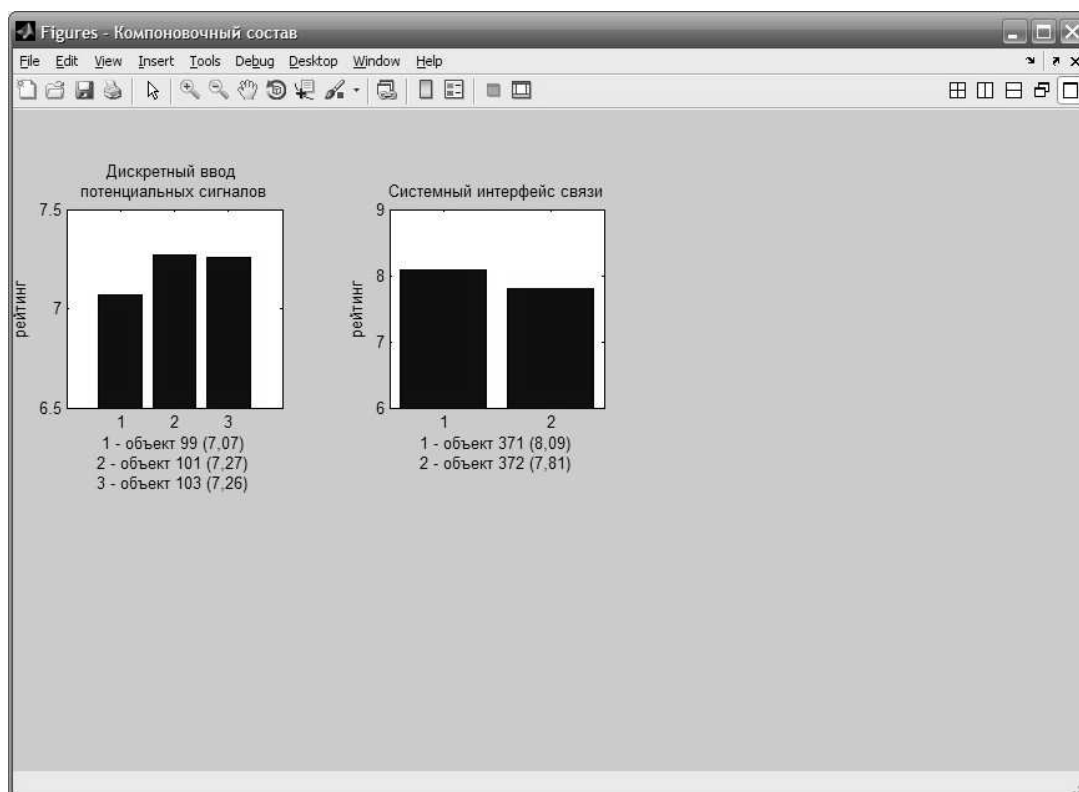 Figures - Компоновочный состав
File Edit View Insert Tools Debug Desktop Window Help
Дискретный ввод
потенциальных сигналов
7.5
7
6.5
рейтинг
1 2 3
1 - объект 99 (7,07)
2 - объект 101 (7,27)
3 - объект 103 (7,26)
Системный интерфейс связи
9
8
7
6
рейтинг
1 2
1 - объект 371 (8,09)
2 - объект 372 (7,81)